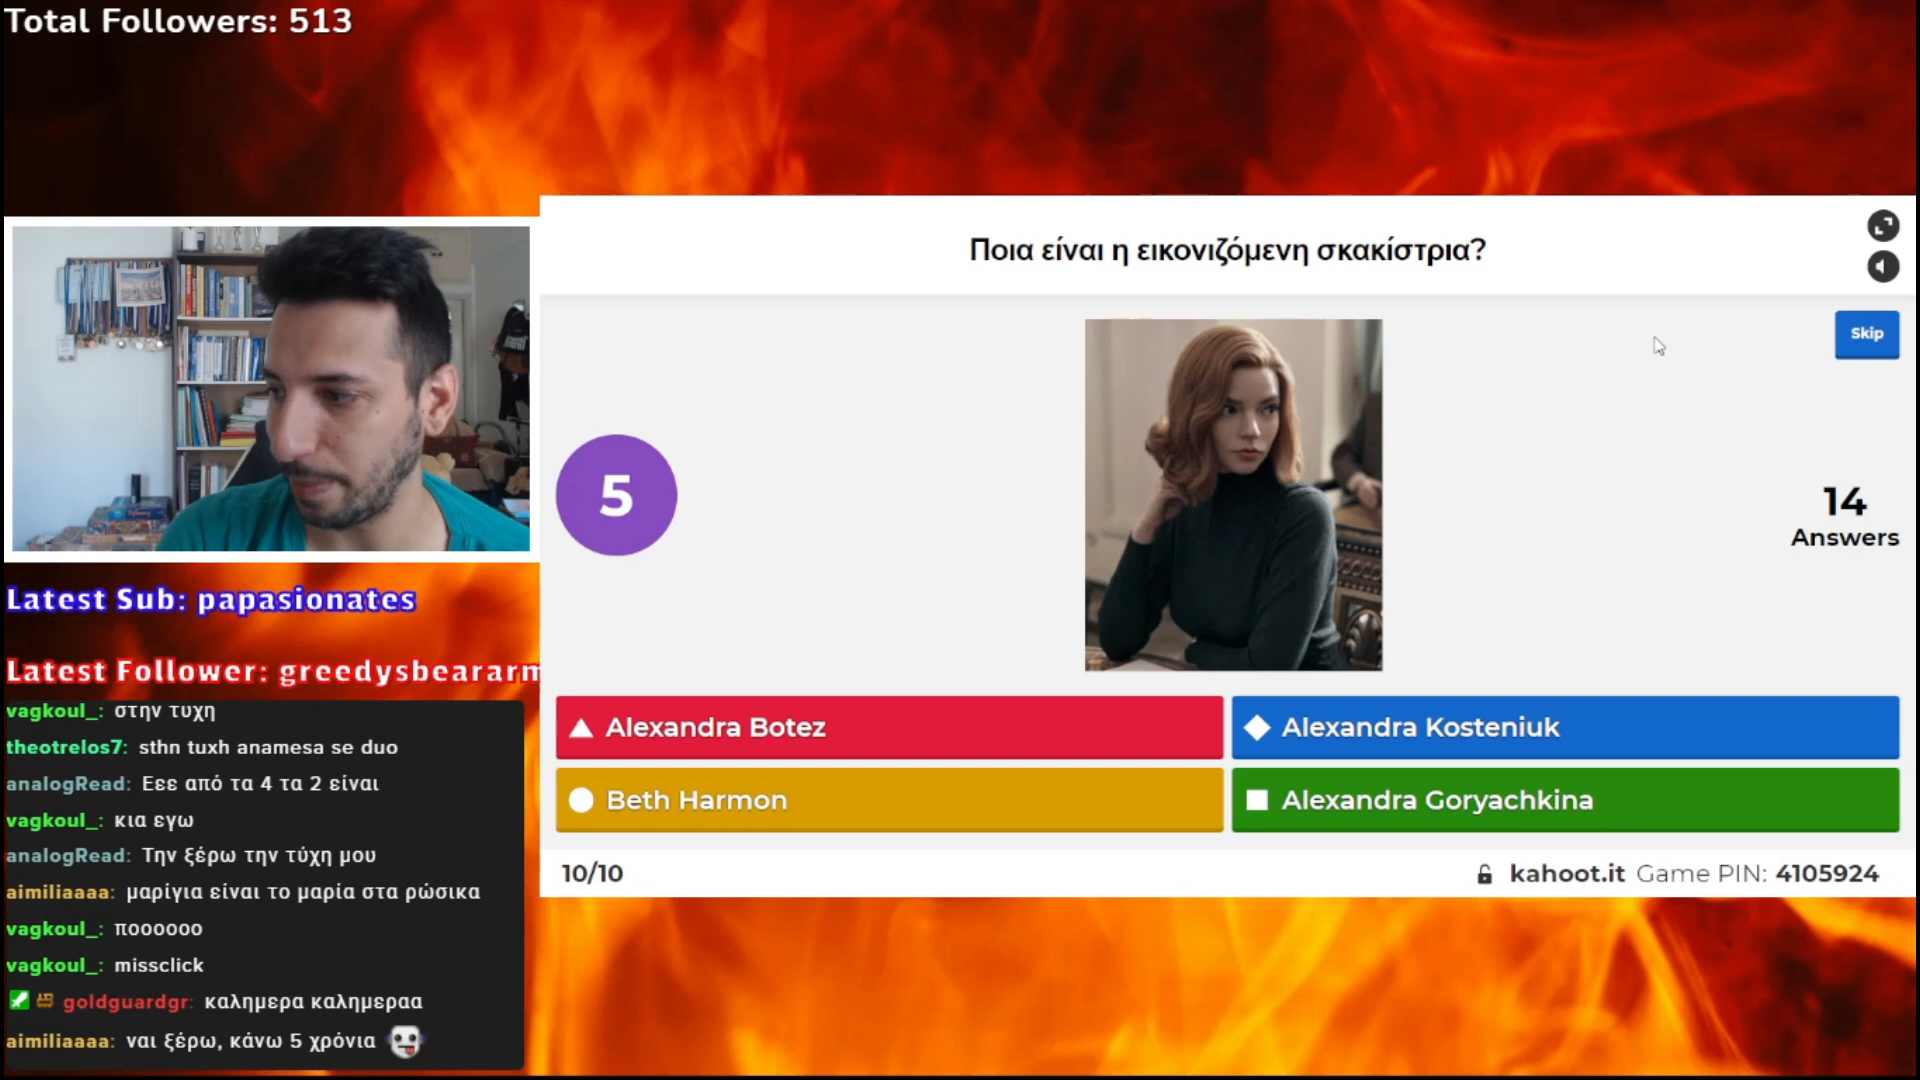 Total Followers: 513
Ποια είναι η εικονιζόμενη σκακίστρια?
Skip
5
14
Answers
Latest Sub: papasionates
Latest Follower: greedysbeararm
vagkoul_: στην τυχη
theotrelos7: sthn tuxh anamesa se duo
analogRead: Εεε από τα 4 τα 2 είναι
vagkoul_: κια εγω
analogRead: Την ξέρω την τύχη μου
aimiliaaaa: μαρίγια είναι το μαρία στα ρώσικα
vagkoul_: ποοοοοο
vagkoul_: missclick
goldguardgr: καλημερα καλημεραα
aimiliaaaa: ναι ξέρω, κάνω 5 χρόνια
Alexandra Botez
Alexandra Kosteniuk
Beth Harmon
Alexandra Goryachkina
10/10
kahoot.it Game PIN: 4105924